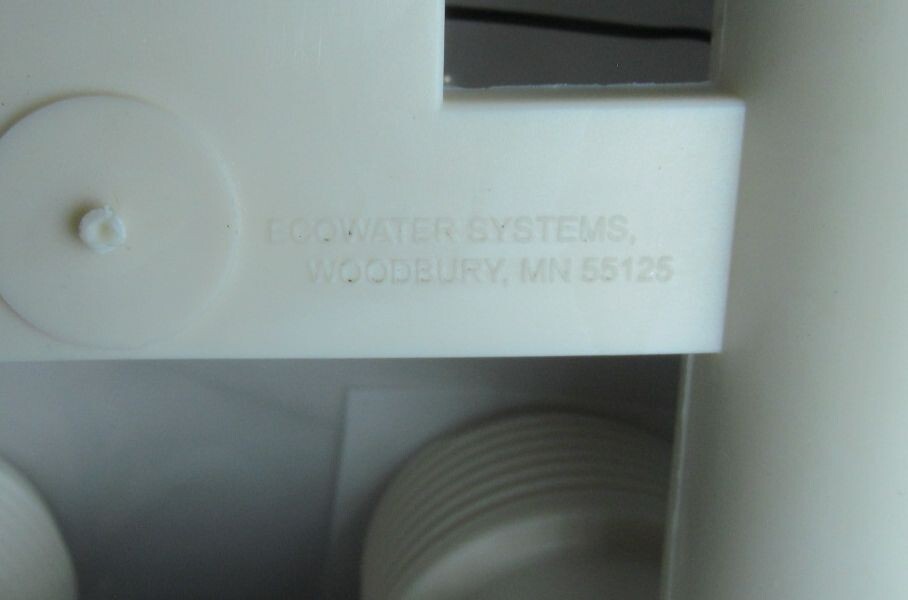 ECOWATER SYSTEMS,
WOODBURY, MN 55125